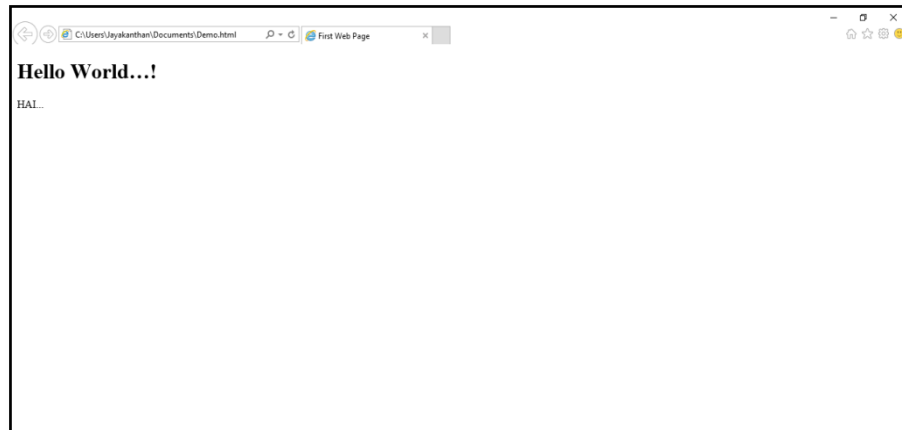 C:\Users\Jayakanthan\Documents\Demo.html
First Web Page
Hello World...!
HAI...